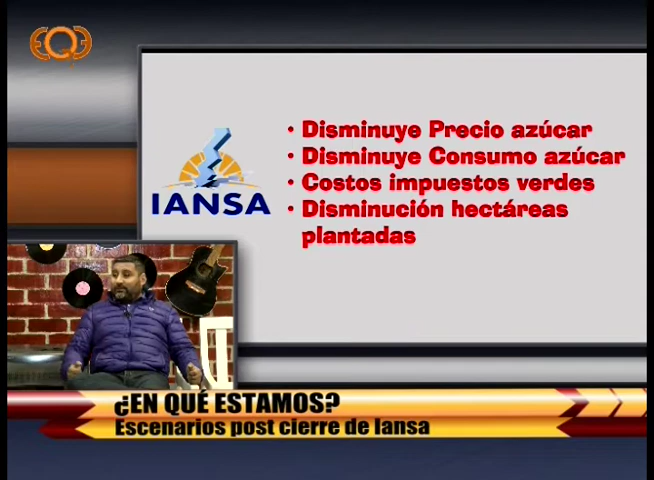 EQE
• Disminuye Precio azúcar
• Disminuye Consumo azúcar
• Costos impuestos verdes
• Disminución hectáreas
plantadas
IANSA
¿EN QUÉ ESTAMOS?
Escenarios post cierre de Iansa